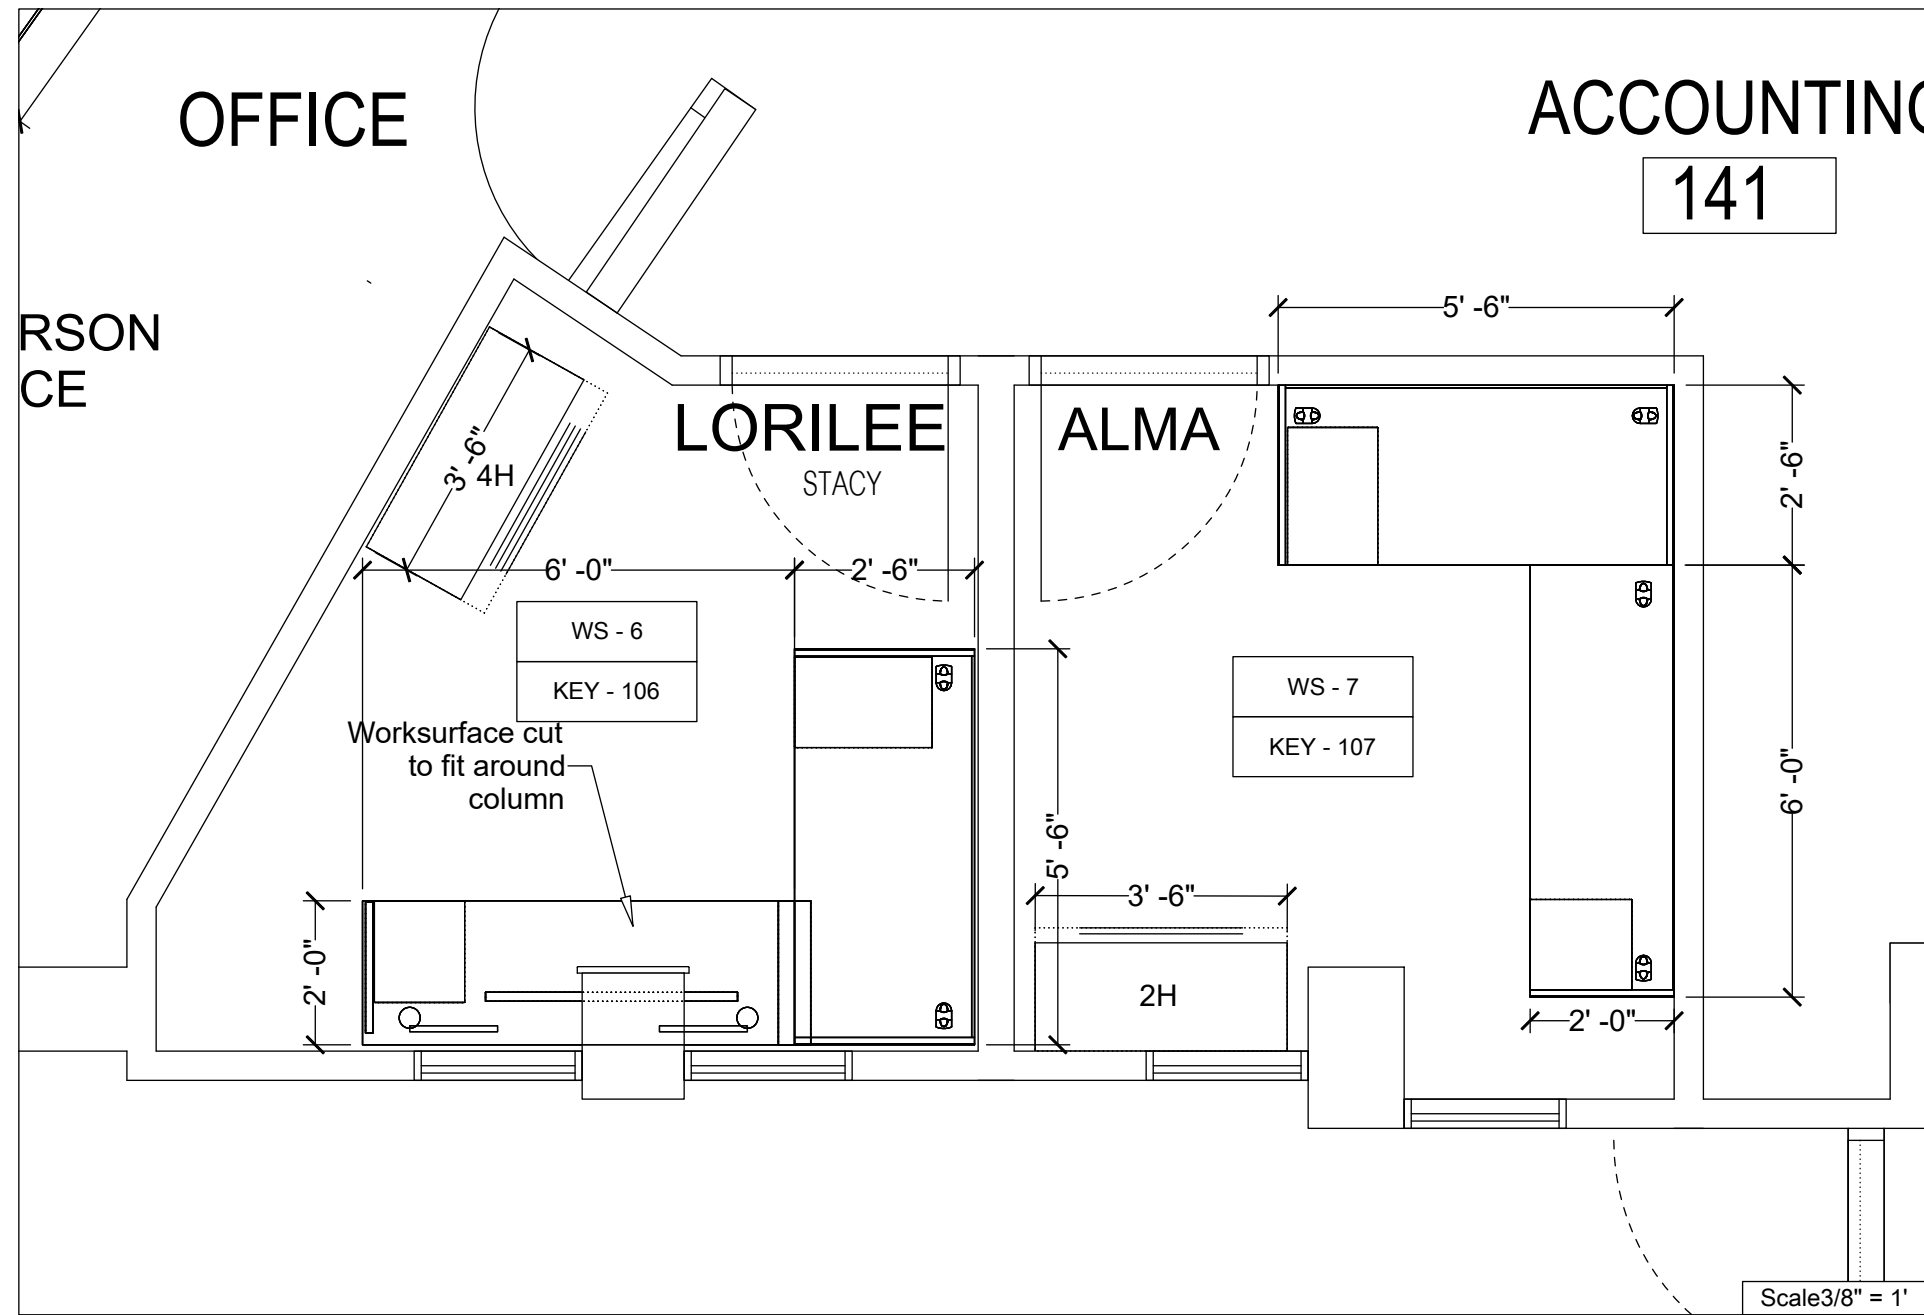 OFFICE
ACCOUNTING
141
RSON
CE
5' -6"
LORILEE
ALMA
STACY
3' -6"
4H
2' -6"
6' -0"
2' -6"
WS - 6
KEY - 106
WS - 7
KEY - 107
Worksurface cut
to fit around
column
6' -0"
5' -6"
3' -6"
2' -0"
2H
2' -0"
Scale3/8" = 1'